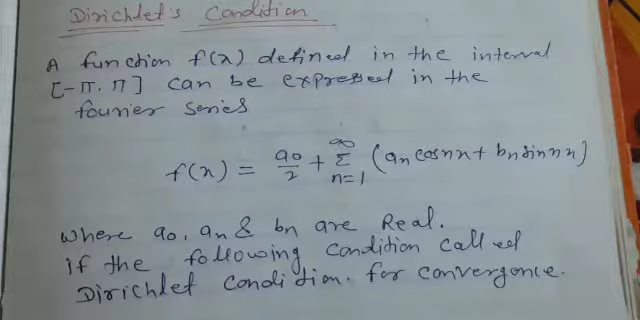 Dirichlet's Condition
A function f(x) defined in the interval
[-π, π] can be expressed in the
fourier series
f(x) = a₀/2 + ∞Σn=1 (aₙ cosnx + bₙ sinnx)
where a₀, aₙ & bₙ are Real.
if the following condition called
Dirichlet Condition. for convergence.